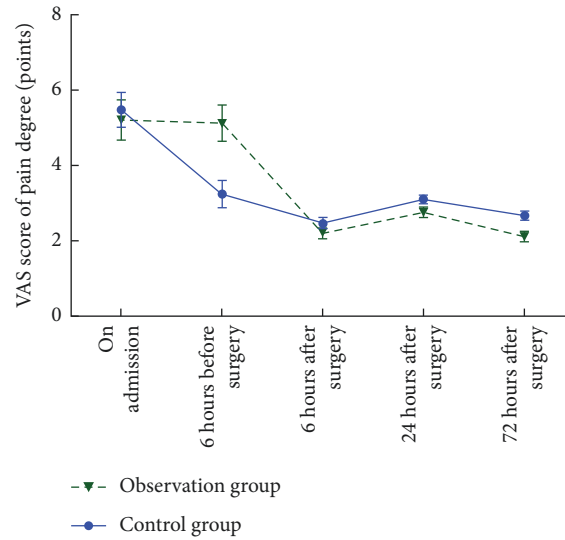 VAS score of pain degree (points)
8
6
4
2
0
On
admission
6 hours before
surgery
6 hours after
surgery
24 hours after
surgery
72 hours after
surgery
Observation group
Control group